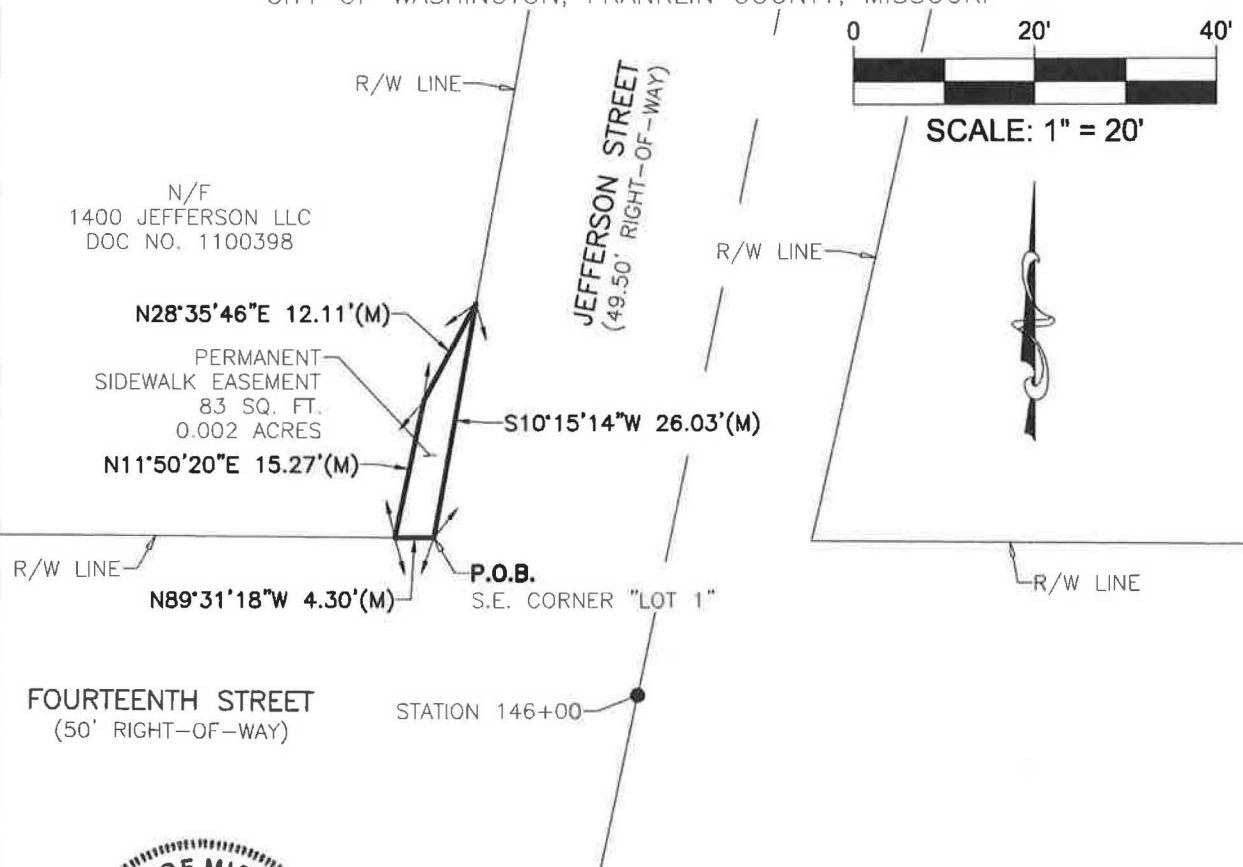 CITY OF WASHINGTON, FRANKLIN COUNTY, MISSOURI
0 20' 40'
SCALE: 1" = 20'
R/W LINE
JEFFERSON STREET
(49.50' RIGHT-OF-WAY)
N/F
1400 JEFFERSON LLC
DOC NO. 1100398
R/W LINE
N28°35'46"E 12.11'(M)
PERMANENT
SIDEWALK EASEMENT
83 SQ. FT.
0.002 ACRES
S10°15'14"W 26.03'(M)
N11°50'20"E 15.27'(M)
R/W LINE
P.O.B.
S.E. CORNER "LOT 1"
N89°31'18"W 4.30'(M)
R/W LINE
FOURTEENTH STREET
(50' RIGHT-OF-WAY)
STATION 146+00
OF MIS